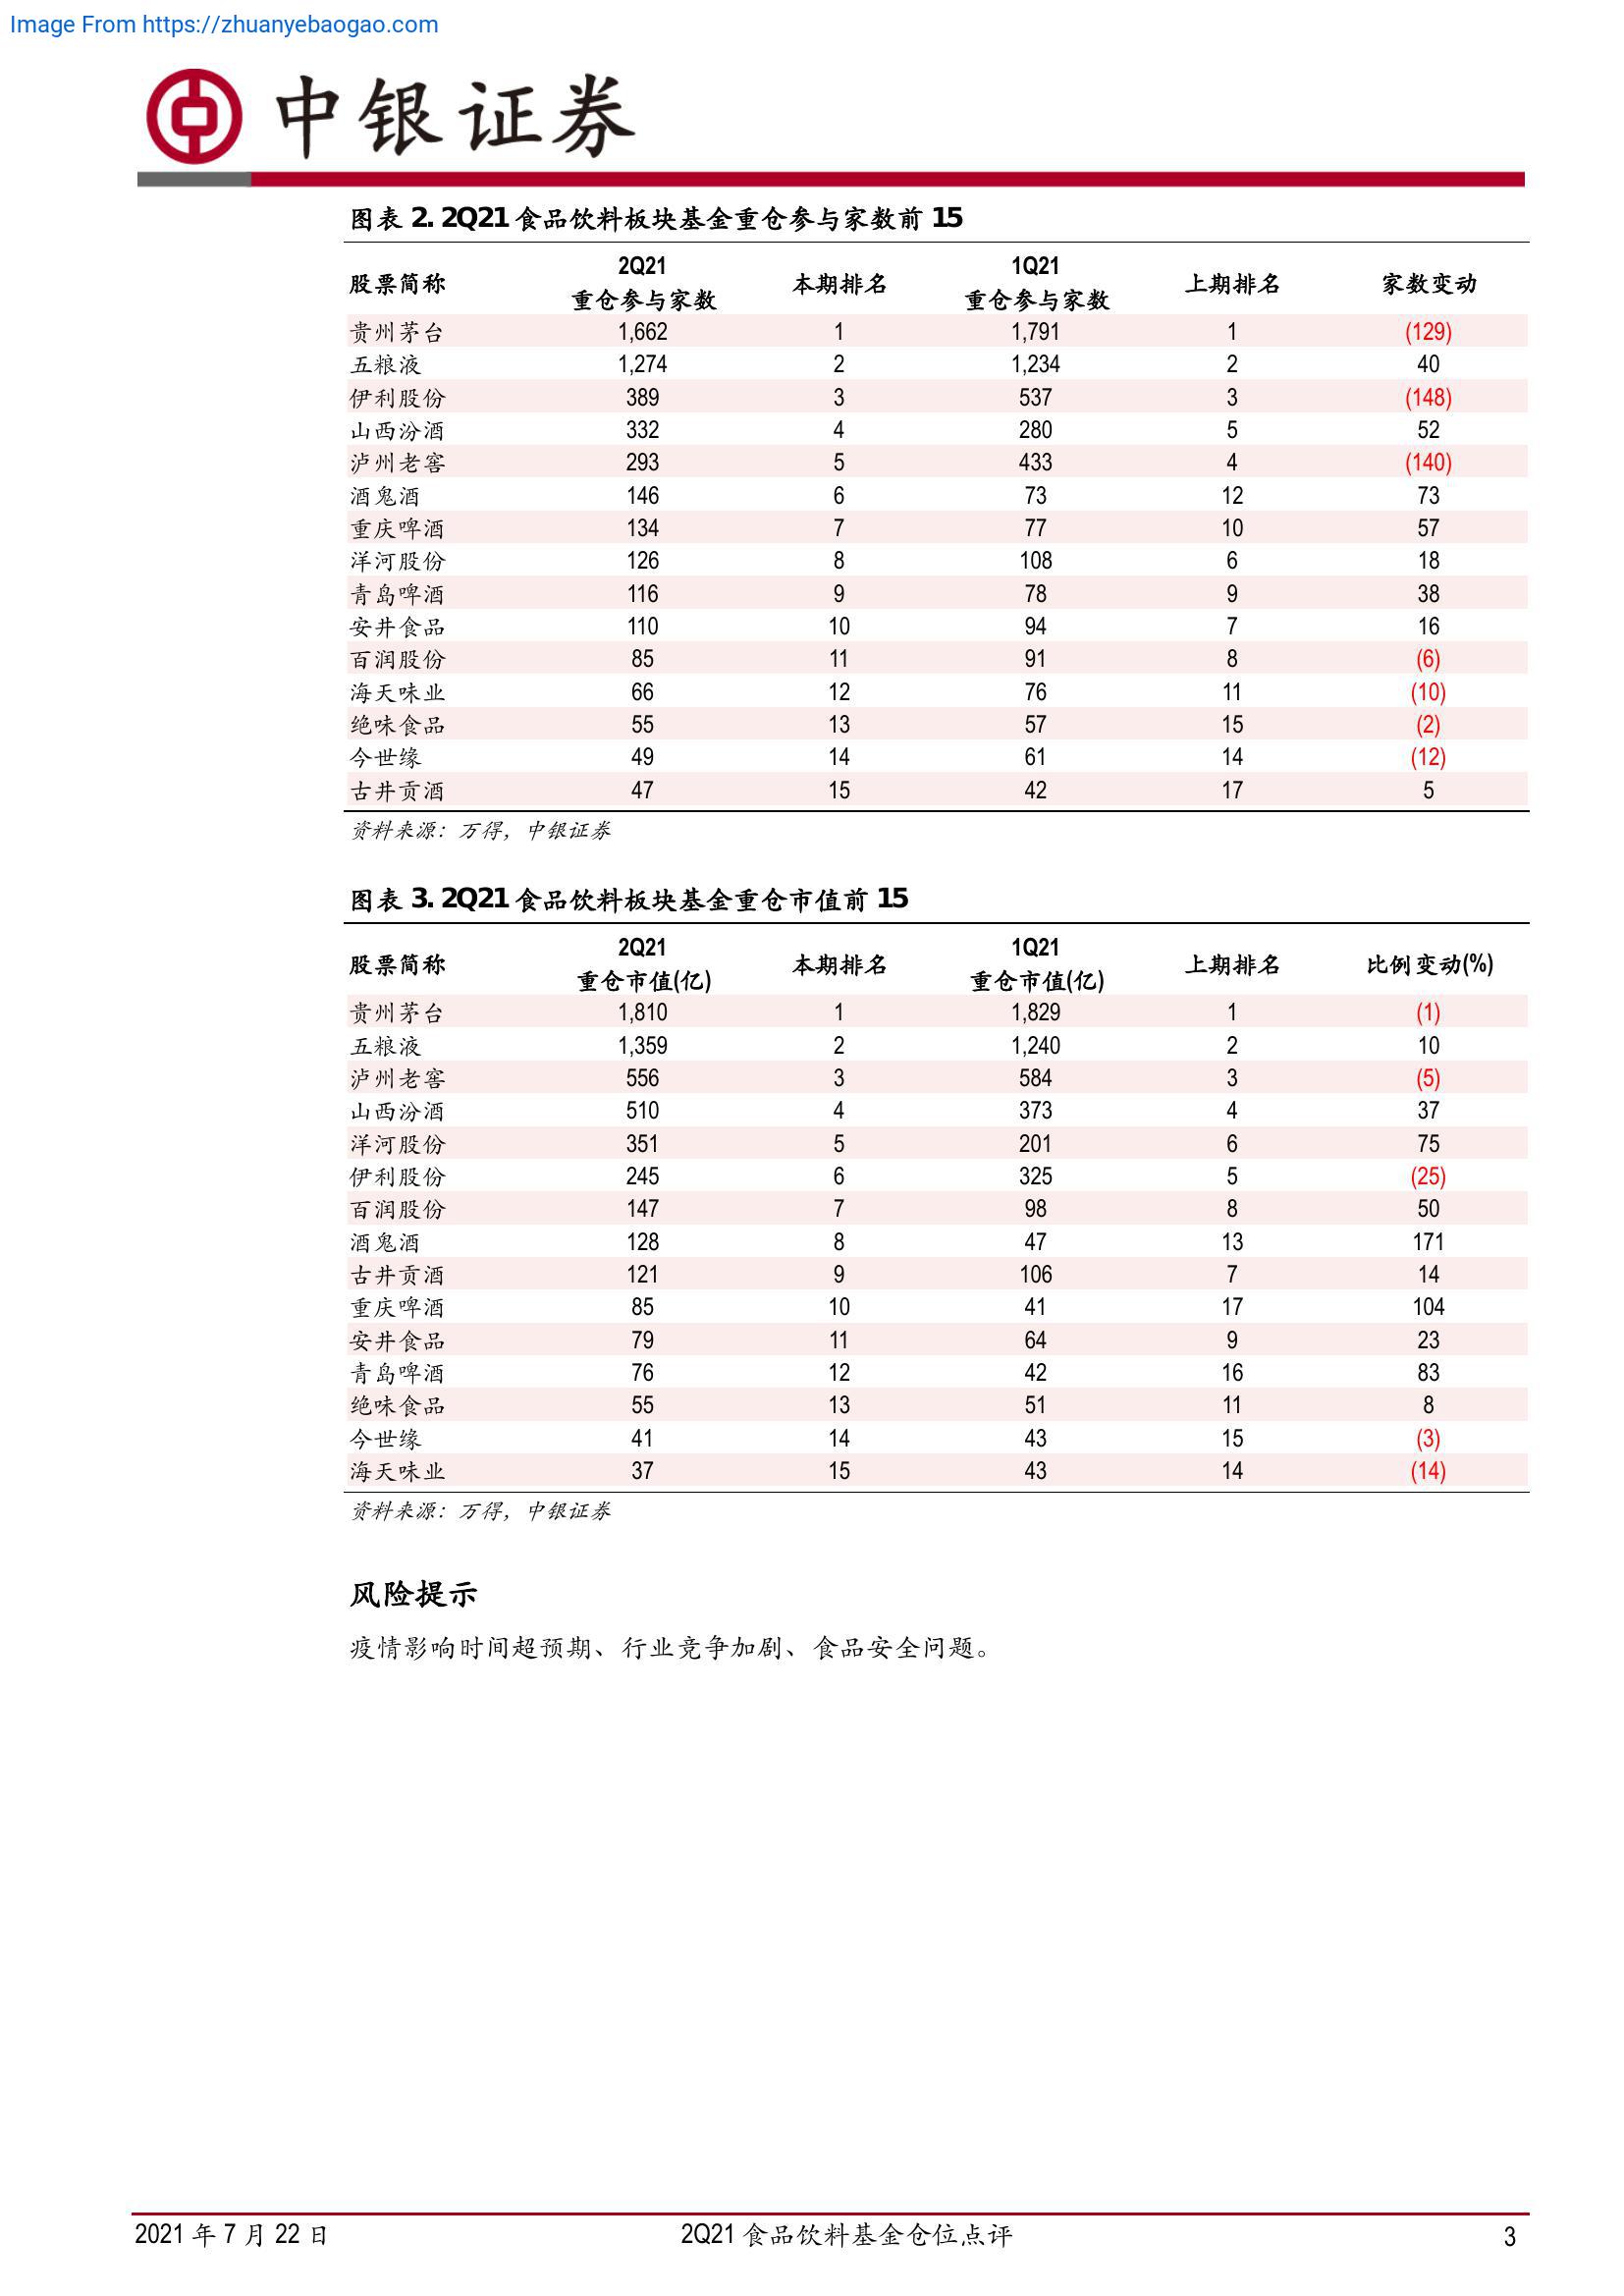 Image From https://zhuanyebaogao.com
中银证券
图表 2. 2Q21 食品饮料板块基金重仓参与家数前 15
股票简称 2Q21 重仓参与家数 本期排名 1Q21 重仓参与家数 上期排名 家数变动
贵州茅台 1,662 1 1,791 1 (129)
五粮液 1,274 2 1,234 2 40
伊利股份 389 3 537 3 (148)
山西汾酒 332 4 280 5 52
泸州老窖 293 5 433 4 (140)
酒鬼酒 146 6 73 12 73
重庆啤酒 134 7 77 10 57
洋河股份 126 8 108 6 18
青岛啤酒 116 9 78 9 38
安井食品 110 10 94 7 16
百润股份 85 11 91 8 (6)
海天味业 66 12 76 11 (10)
绝味食品 55 13 57 15 (2)
今世缘 49 14 61 14 (12)
古井贡酒 47 15 42 17 5
资料来源：万得，中银证券
图表 3. 2Q21 食品饮料板块基金重仓市值前 15
股票简称 2Q21 重仓市值(亿) 本期排名 1Q21 重仓市值(亿) 上期排名 比例变动(%)
贵州茅台 1,810 1 1,829 1 (1)
五粮液 1,359 2 1,240 2 10
泸州老窖 556 3 584 3 (5)
山西汾酒 510 4 373 4 37
洋河股份 351 5 201 6 75
伊利股份 245 6 325 5 (25)
百润股份 147 7 98 8 50
酒鬼酒 128 8 47 13 171
古井贡酒 121 9 106 7 14
重庆啤酒 85 10 41 17 104
安井食品 79 11 64 9 23
青岛啤酒 76 12 42 16 83
绝味食品 55 13 51 11 8
今世缘 41 14 43 15 (3)
海天味业 37 15 43 14 (14)
资料来源：万得，中银证券
风险提示
疫情影响时间超预期、行业竞争加剧、食品安全问题。
2021 年 7 月 22 日 2Q21 食品饮料基金仓位点评 3